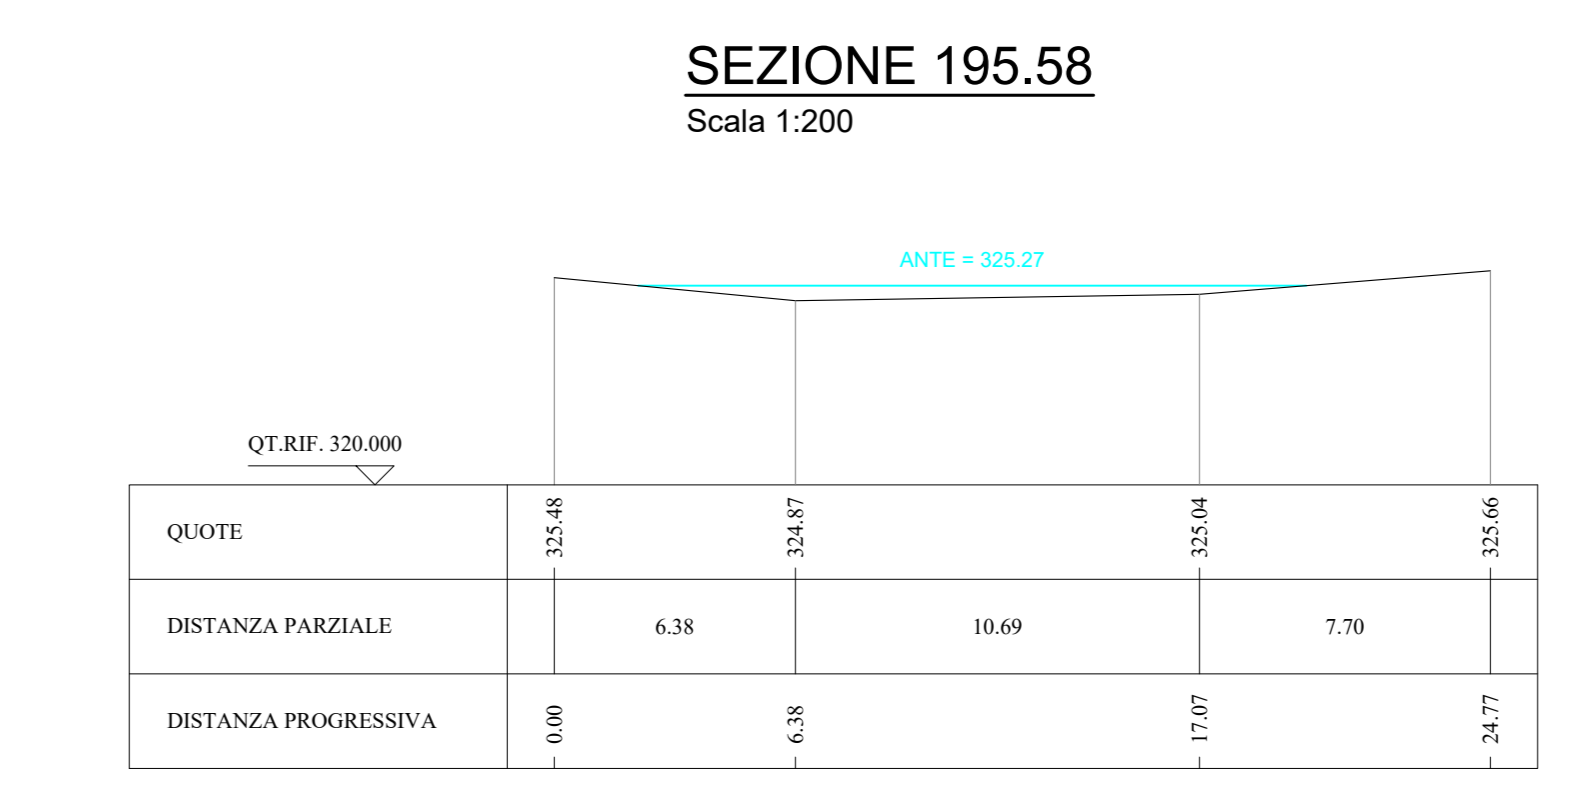 SEZIONE 195.58
Scala 1:200
ANTE = 325.27
QT.RIF. 320.000
QUOTE 325.48 324.87 325.04 325.66
DISTANZA PARZIALE 6.38 10.69 7.70
DISTANZA PROGRESSIVA 0.00 6.38 17.07 24.77